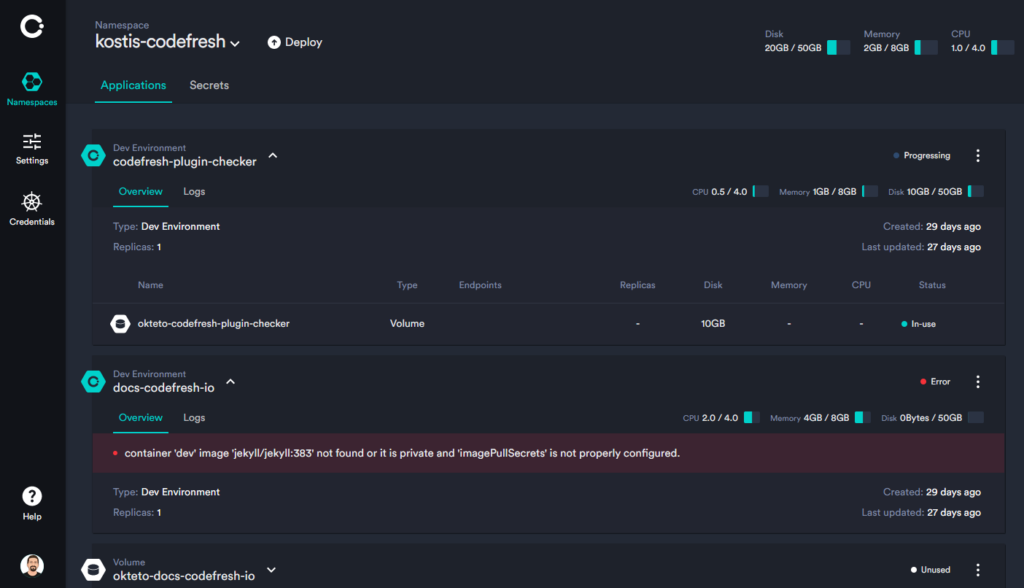 Namespace
kostis-codefresh
Deploy
Disk
20GB / 50GB
Memory
2GB / 8GB
CPU
1.0 / 4.0
Namespaces
Applications
Secrets
Settings
Credentials
Dev Environment
codefresh-plugin-checker
Progressing
Overview
Logs
CPU 0.5 / 4.0
Memory 1GB / 8GB
Disk 10GB / 50GB
Type: Dev Environment
Created: 29 days ago
Replicas: 1
Last updated: 27 days ago
Name
Type
Endpoints
Replicas
Disk
Memory
CPU
Status
okteto-codefresh-plugin-checker
Volume
-
10GB
-
-
In-use
Dev Environment
docs-codefresh-io
Error
Overview
Logs
CPU 2.0 / 4.0
Memory 4GB / 8GB
Disk 0Bytes / 50GB
container 'dev' image 'jekyll/jekyll:383' not found or it is private and 'imagePullSecrets' is not properly configured.
Type: Dev Environment
Created: 29 days ago
Replicas: 1
Last updated: 27 days ago
Help
Volume
okteto-docs-codefresh-io
Unused